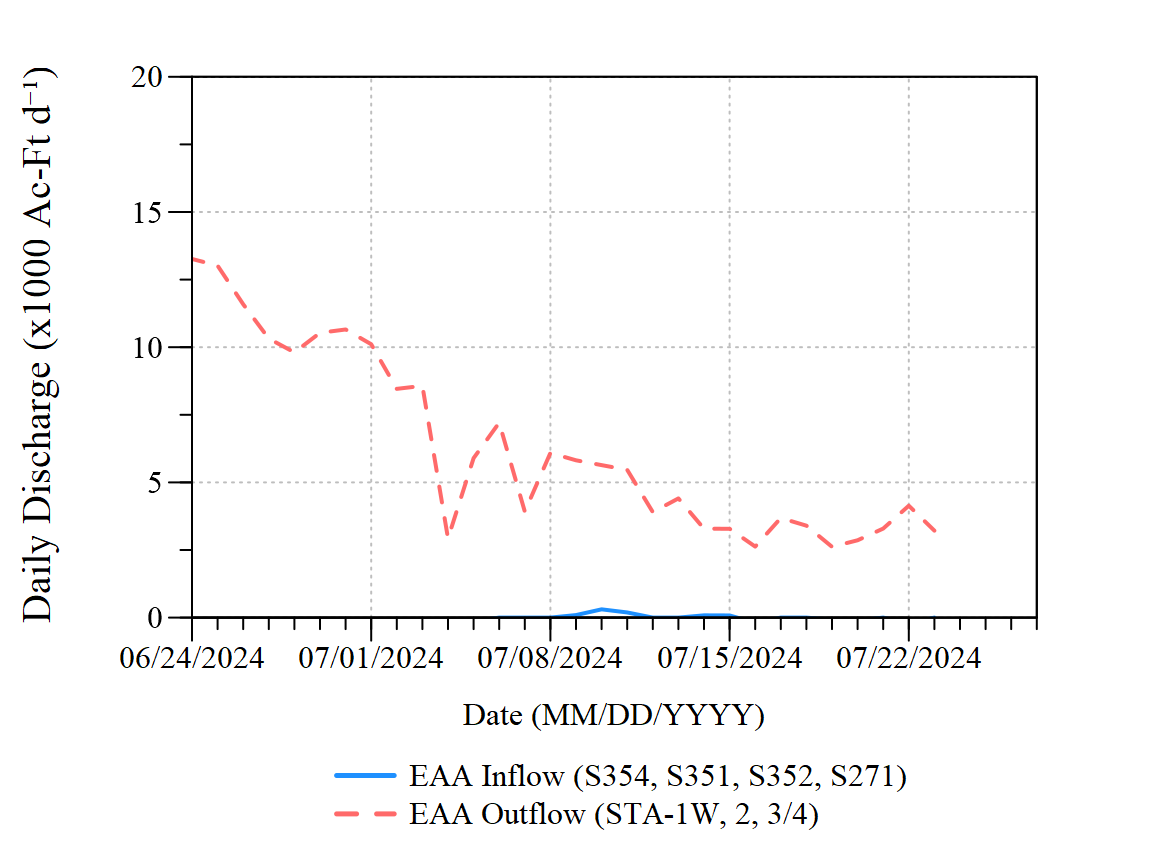 Daily Discharge (x1000 Ac-Ft d⁻¹)
20
15
10
5
0
06/24/2024 07/01/2024 07/08/2024 07/15/2024 07/22/2024
Date (MM/DD/YYYY)
EAA Inflow (S354, S351, S352, S271)
EAA Outflow (STA-1W, 2, 3/4)